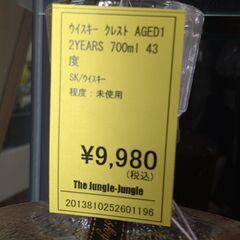 ウイスキー クレスト AGED1
2YEARS 700ml 43
度
SK/ウイスキー
程度：未使用
¥9,980
(税込)
The Jungle-Jungle
2013810252601196